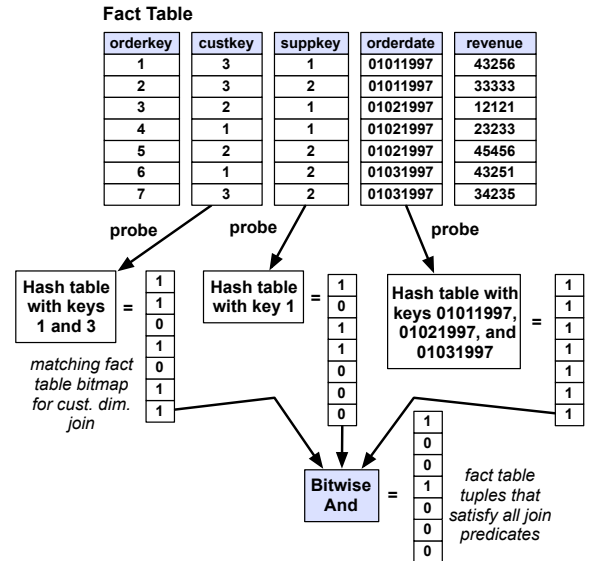 Fact Table
orderkey custkey suppkey orderdate revenue
1 3 1 01011997 43256
2 3 2 01011997 33333
3 2 1 01021997 12121
4 1 1 01021997 23233
5 2 2 01021997 45456
6 1 2 01031997 43251
7 3 2 01031997 34235
probe
probe
probe
Hash table
with keys
1 and 3
=
1
1
0
1
0
1
1
matching fact
table bitmap
for cust. dim.
join
Hash table
with key 1
=
1
0
1
1
0
0
0
Hash table with
keys 01011997,
01021997, and
01031997
=
1
1
1
1
1
1
1
Bitwise
And
=
1
0
0
1
0
0
0
fact table
tuples that
satisfy all join
predicates